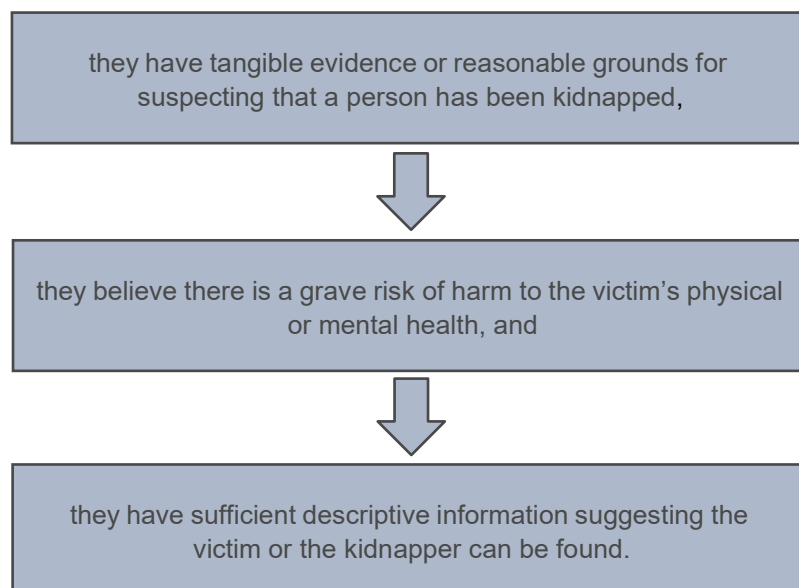 they have tangible evidence or reasonable grounds for
suspecting that a person has been kidnapped,
they believe there is a grave risk of harm to the victim’s physical
or mental health, and
they have sufficient descriptive information suggesting the
victim or the kidnapper can be found.